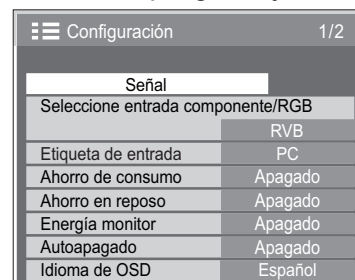 Configuración 1/2
Señal
Seleccione entrada componente/RGB
RVB
Etiqueta de entrada PC
Ahorro de consumo Apagado
Ahorro en reposo Apagado
Energía monitor Apagado
Autoapagado Apagado
Idioma de OSD Español